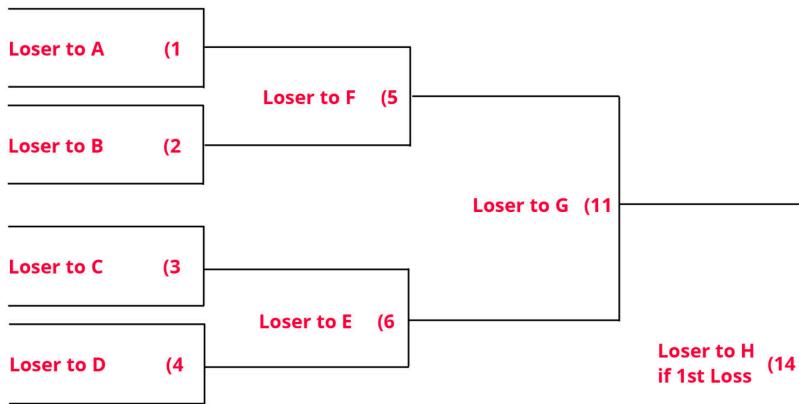 Loser to A (1
Loser to F (5
Loser to B (2
Loser to G (11
Loser to C (3
Loser to E (6
Loser to D (4
Loser to H
if 1st Loss (14